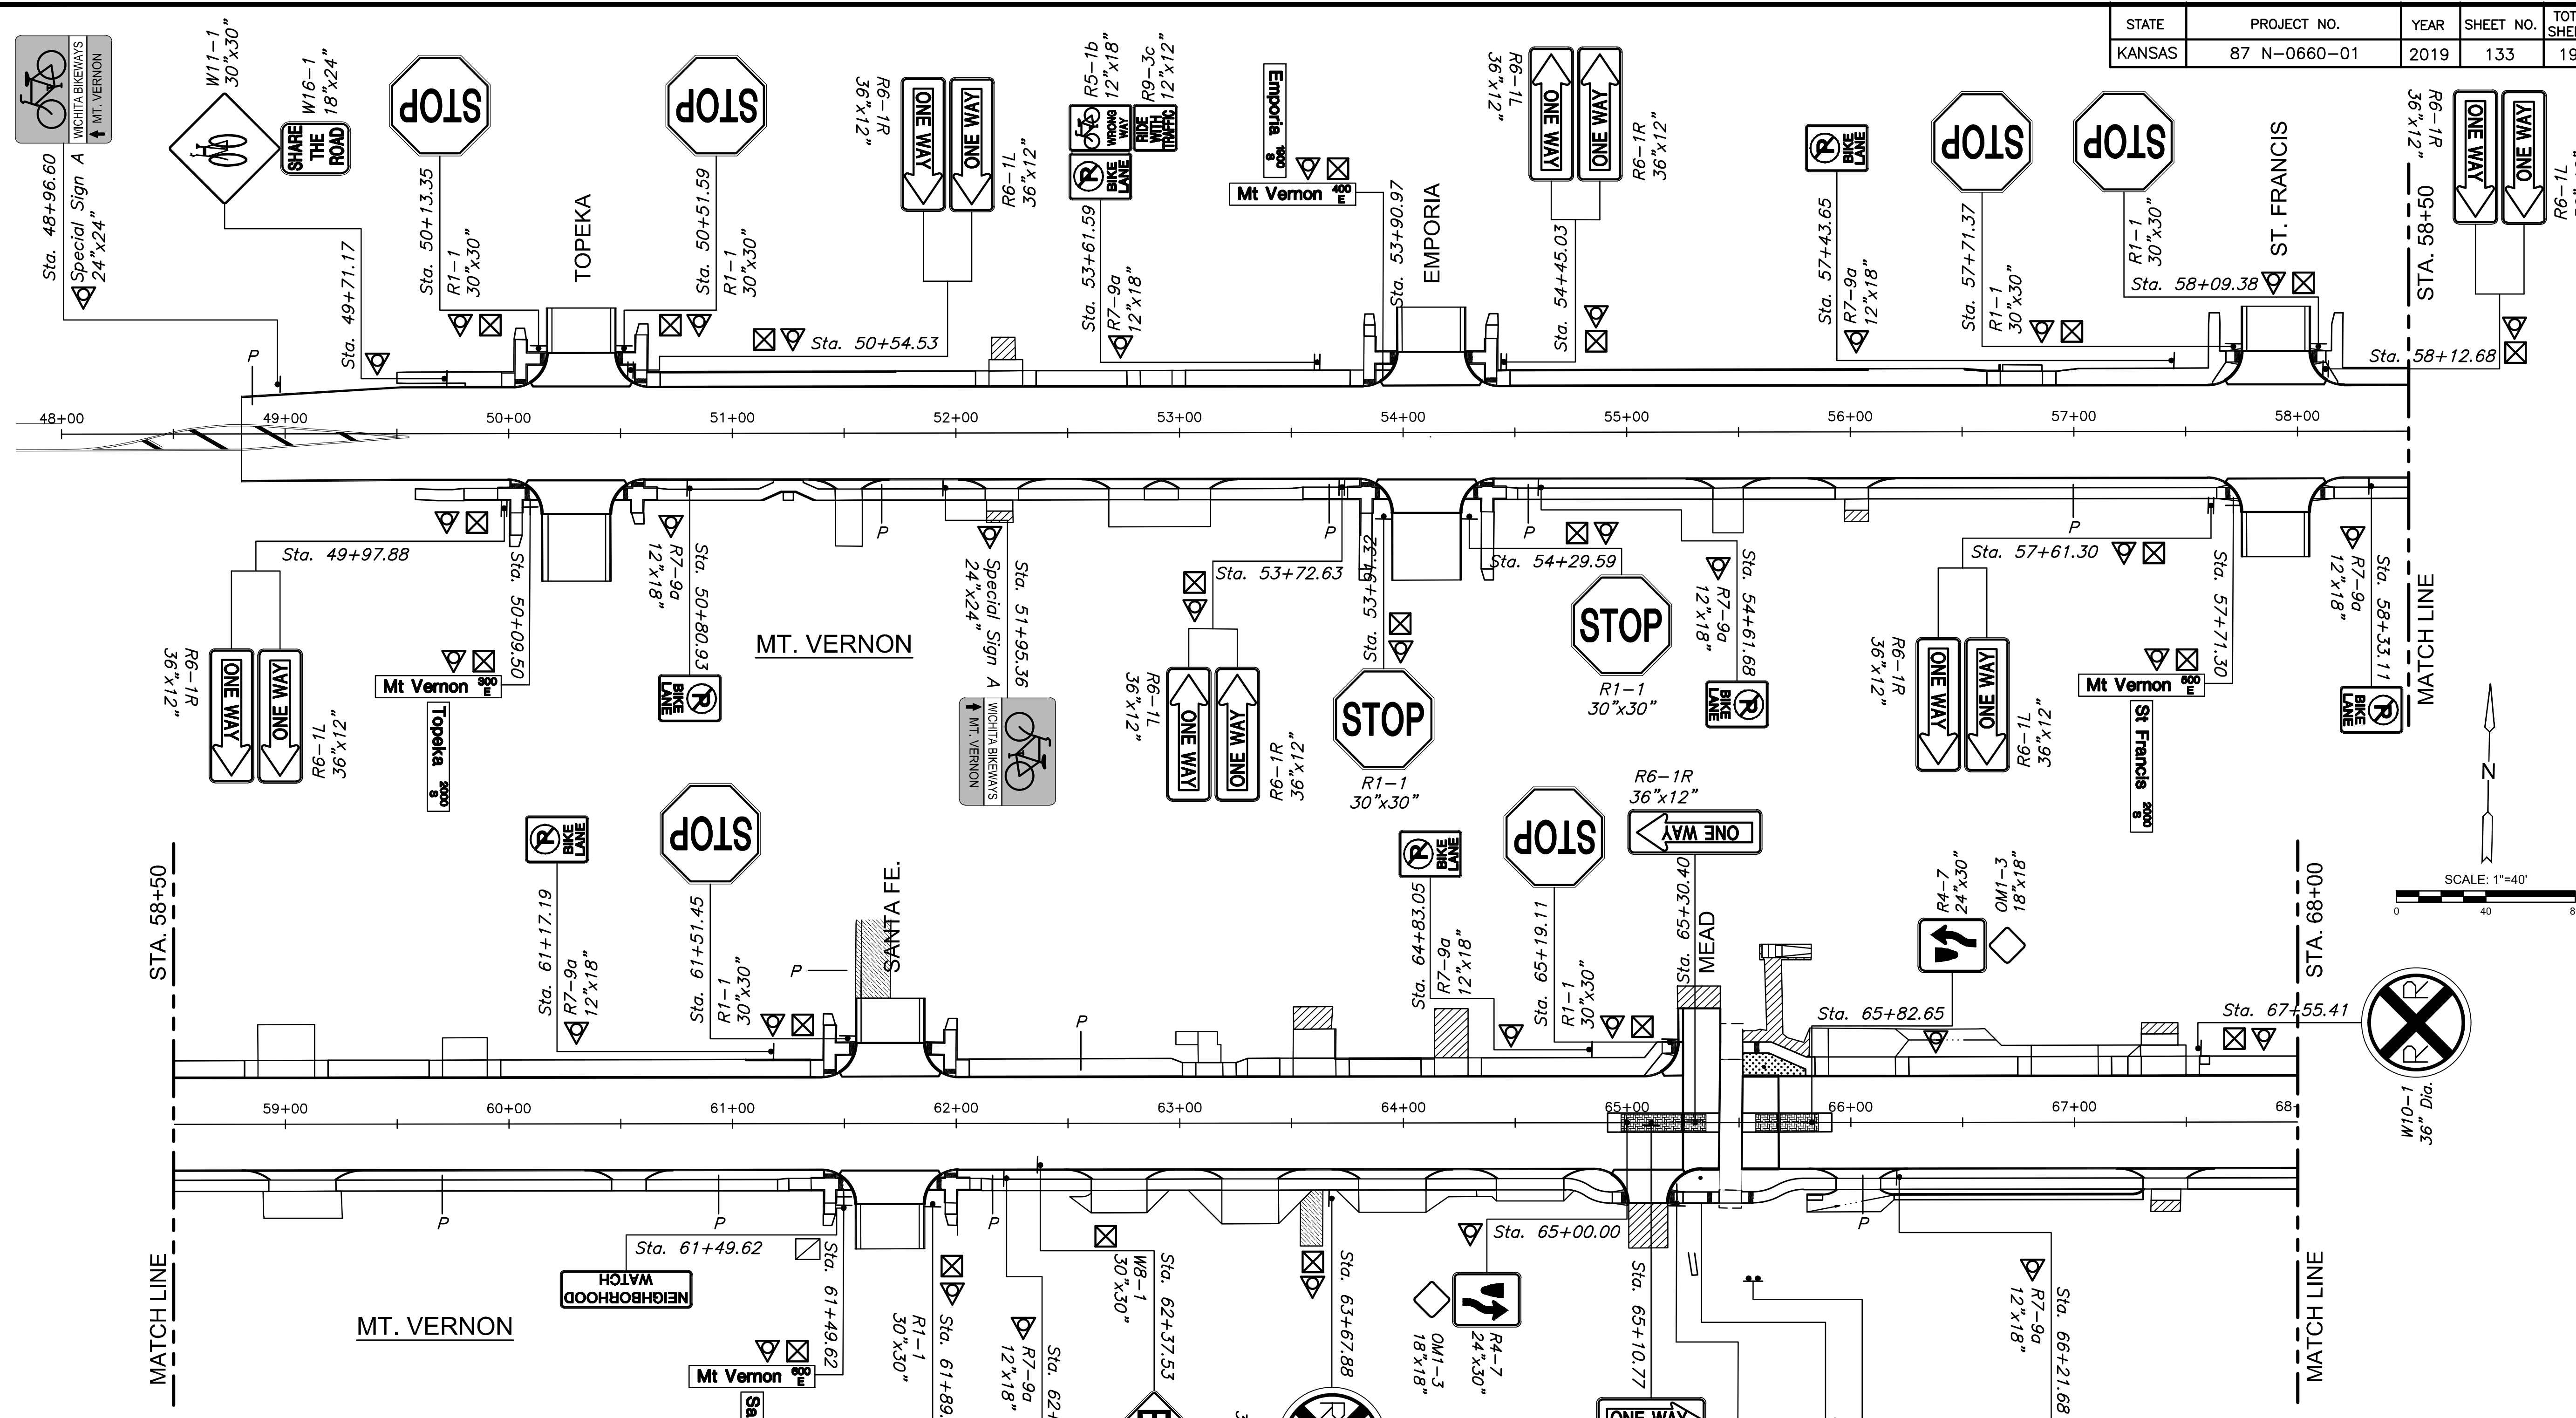 STATE PROJECT NO. YEAR SHEET NO.
KANSAS 87 N-0660-01 2019 133
WICHITA BIKEWAYS
MT. VERNON
Sta. 48+96.60
Special Sign A
24"x24"
W11-1
30"x30"
W16-1
18"x24"
SHARE
THE
ROAD
Sta. 49+71.17
STOP
Sta. 50+13.35
R1-1
30"x30"
TOPEKA
STOP
Sta. 50+51.59
R1-1
30"x30"
R6-1R
36"x12"
ONE WAY
ONE WAY
R6-1L
36"x12"
Sta. 50+54.53
R5-1b
12"x18"
R9-3c
12"x12"
WRONG
WAY
RIDE
WITH
TRAFFIC
BIKE
LANE
Sta. 53+61.59
R7-9a
12"x18"
Emporia 1900 S
Mt Vernon 400 E
Sta. 53+90.97
EMPORIA
R6-1L
36"x12"
ONE WAY
ONE WAY
R6-1R
36"x12"
Sta. 54+45.03
BIKE
LANE
Sta. 57+43.65
R7-9a
12"x18"
STOP
Sta. 57+71.37
R1-1
30"x30"
STOP
R1-1
30"x30"
Sta. 58+09.38
ST. FRANCIS
STA. 58+50
R6-1R
36"x12"
ONE WAY
ONE WAY
R6-1L
Sta. 58+12.68
P
48+00 49+00 50+00 51+00 52+00 53+00 54+00 55+00 56+00 57+00 58+00
P P P P
Sta. 49+97.88
R6-1R
36"x12"
ONE WAY
ONE WAY
R6-1L
36"x12"
Sta. 50+09.50
Mt Vernon 300 E
Topeka 2000 S
R7-9a
12"x18"
Sta. 50+80.93
BIKE
LANE
MT. VERNON
Special Sign A
24"x24"
Sta. 51+95.36
WICHITA BIKEWAYS
MT. VERNON
Sta. 53+72.63
R6-1L
36"x12"
ONE WAY
ONE WAY
R6-1R
36"x12"
Sta. 53+91.32
STOP
R1-1
30"x30"
Sta. 54+29.59
STOP
R1-1
30"x30"
R7-9a
12"x18"
Sta. 54+61.68
BIKE
LANE
Sta. 57+61.30
R6-1R
36"x12"
ONE WAY
ONE WAY
R6-1L
36"x12"
Sta. 57+71.30
Mt Vernon 500 E
St Francis 2000 S
R7-9a
12"x18"
Sta. 58+33.11
BIKE
LANE
MATCH LINE
N
SCALE: 1"=40'
0 40
STA. 58+50
BIKE
LANE
Sta. 61+17.19
R7-9a
12"x18"
STOP
Sta. 61+51.45
R1-1
30"x30"
SANTA FE.
P
P
BIKE
LANE
Sta. 64+83.05
R7-9a
12"x18"
STOP
Sta. 65+19.11
R1-1
30"x30"
R6-1R
36"x12"
ONE WAY
Sta. 65+30.40
MEAD
R4-7
24"x30"
OM1-3
18"x18"
Sta. 65+82.65
Sta. 67+55.41
R R
W10-1
36" Dia.
STA. 68+00
59+00 60+00 61+00 62+00 63+00 64+00 65+00 66+00 67+00 68+
P P P P
MATCH LINE
MT. VERNON
Sta. 61+49.62
NEIGHBORHOOD
WATCH
Sta. 61+49.62
Mt Vernon 600 E
Sa
R1-1
30"x30"
Sta. 61+89.
R7-9a
12"x18"
Sta. 62+
W8-1
30"x30"
Sta. 62+37.53
Sta. 63+67.88
R
Sta. 65+00.00
OM1-3
18"x18"
R4-7
24"x30"
Sta. 65+10.77
ONE WAY
R7-9a
12"x18"
Sta. 66+21.68
MATCH LINE